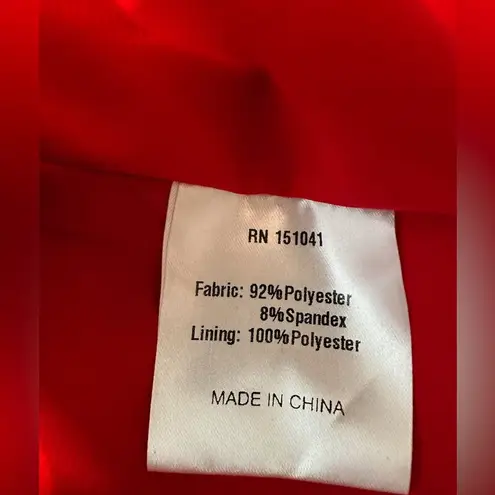 RN 151041
Fabric: 92%Polyester
8%Spandex
Lining: 100%Polyester
MADE IN CHINA